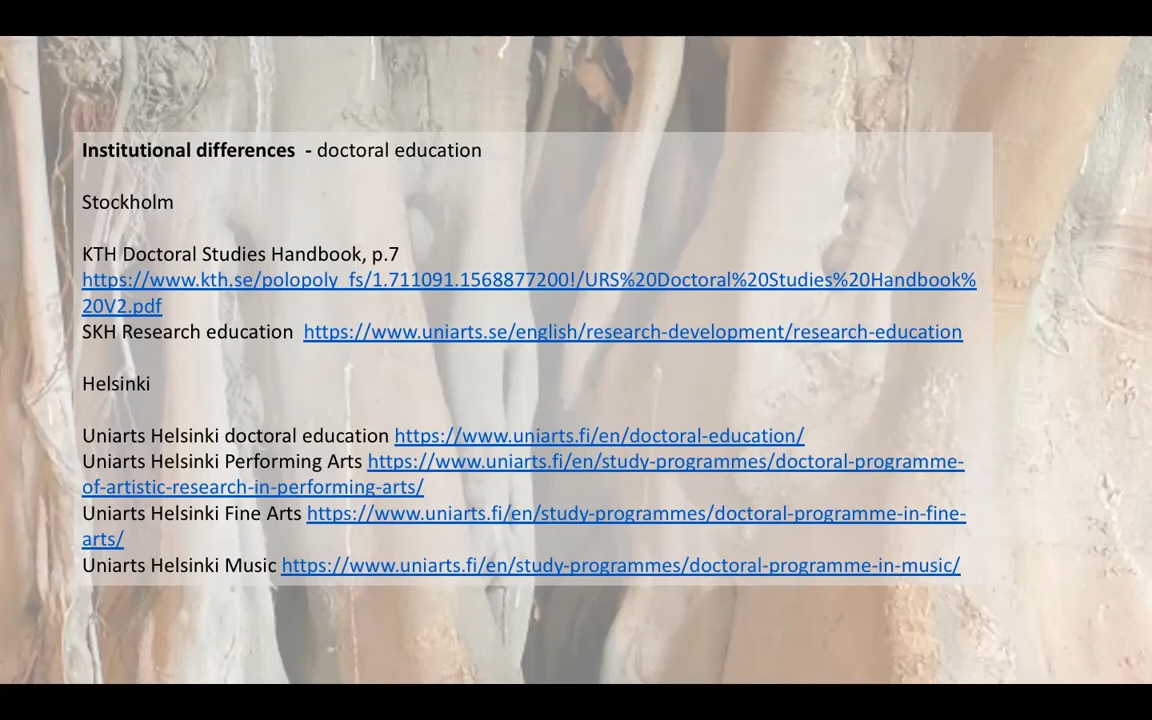 Institutional differences - doctoral education
Stockholm
KTH Doctoral Studies Handbook, p.7
https://www.kth.se/polopoly_fs/1.711091.1568877200!/URS%20Doctoral%20Studies%20Handbook%
20V2.pdf
SKH Research education https://www.uniarts.se/english/research-development/research-education
Helsinki
Uniarts Helsinki doctoral education https://www.uniarts.fi/en/doctoral-education/
Uniarts Helsinki Performing Arts https://www.uniarts.fi/en/study-programmes/doctoral-programme-
of-artistic-research-in-performing-arts/
Uniarts Helsinki Fine Arts https://www.uniarts.fi/en/study-programmes/doctoral-programme-in-fine-
arts/
Uniarts Helsinki Music https://www.uniarts.fi/en/study-programmes/doctoral-programme-in-music/